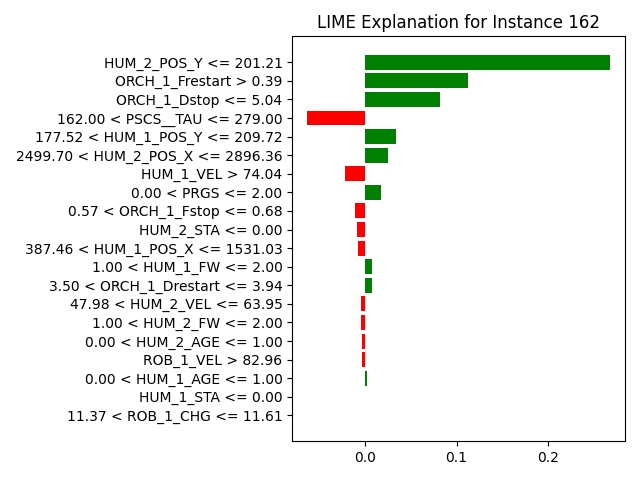 LIME Explanation for Instance 162
HUM_2_POS_Y <= 201.21
ORCH_1_Frestart > 0.39
ORCH_1_Dstop <= 5.04
162.00 < PSCS__TAU <= 279.00
177.52 < HUM_1_POS_Y <= 209.72
2499.70 < HUM_2_POS_X <= 2896.36
HUM_1_VEL > 74.04
0.00 < PRGS <= 2.00
0.57 < ORCH_1_Fstop <= 0.68
HUM_2_STA <= 0.00
387.46 < HUM_1_POS_X <= 1531.03
1.00 < HUM_1_FW <= 2.00
3.50 < ORCH_1_Drestart <= 3.94
47.98 < HUM_2_VEL <= 63.95
1.00 < HUM_2_FW <= 2.00
0.00 < HUM_2_AGE <= 1.00
ROB_1_VEL > 82.96
0.00 < HUM_1_AGE <= 1.00
HUM_1_STA <= 0.00
11.37 < ROB_1_CHG <= 11.61
0.0 0.1 0.2